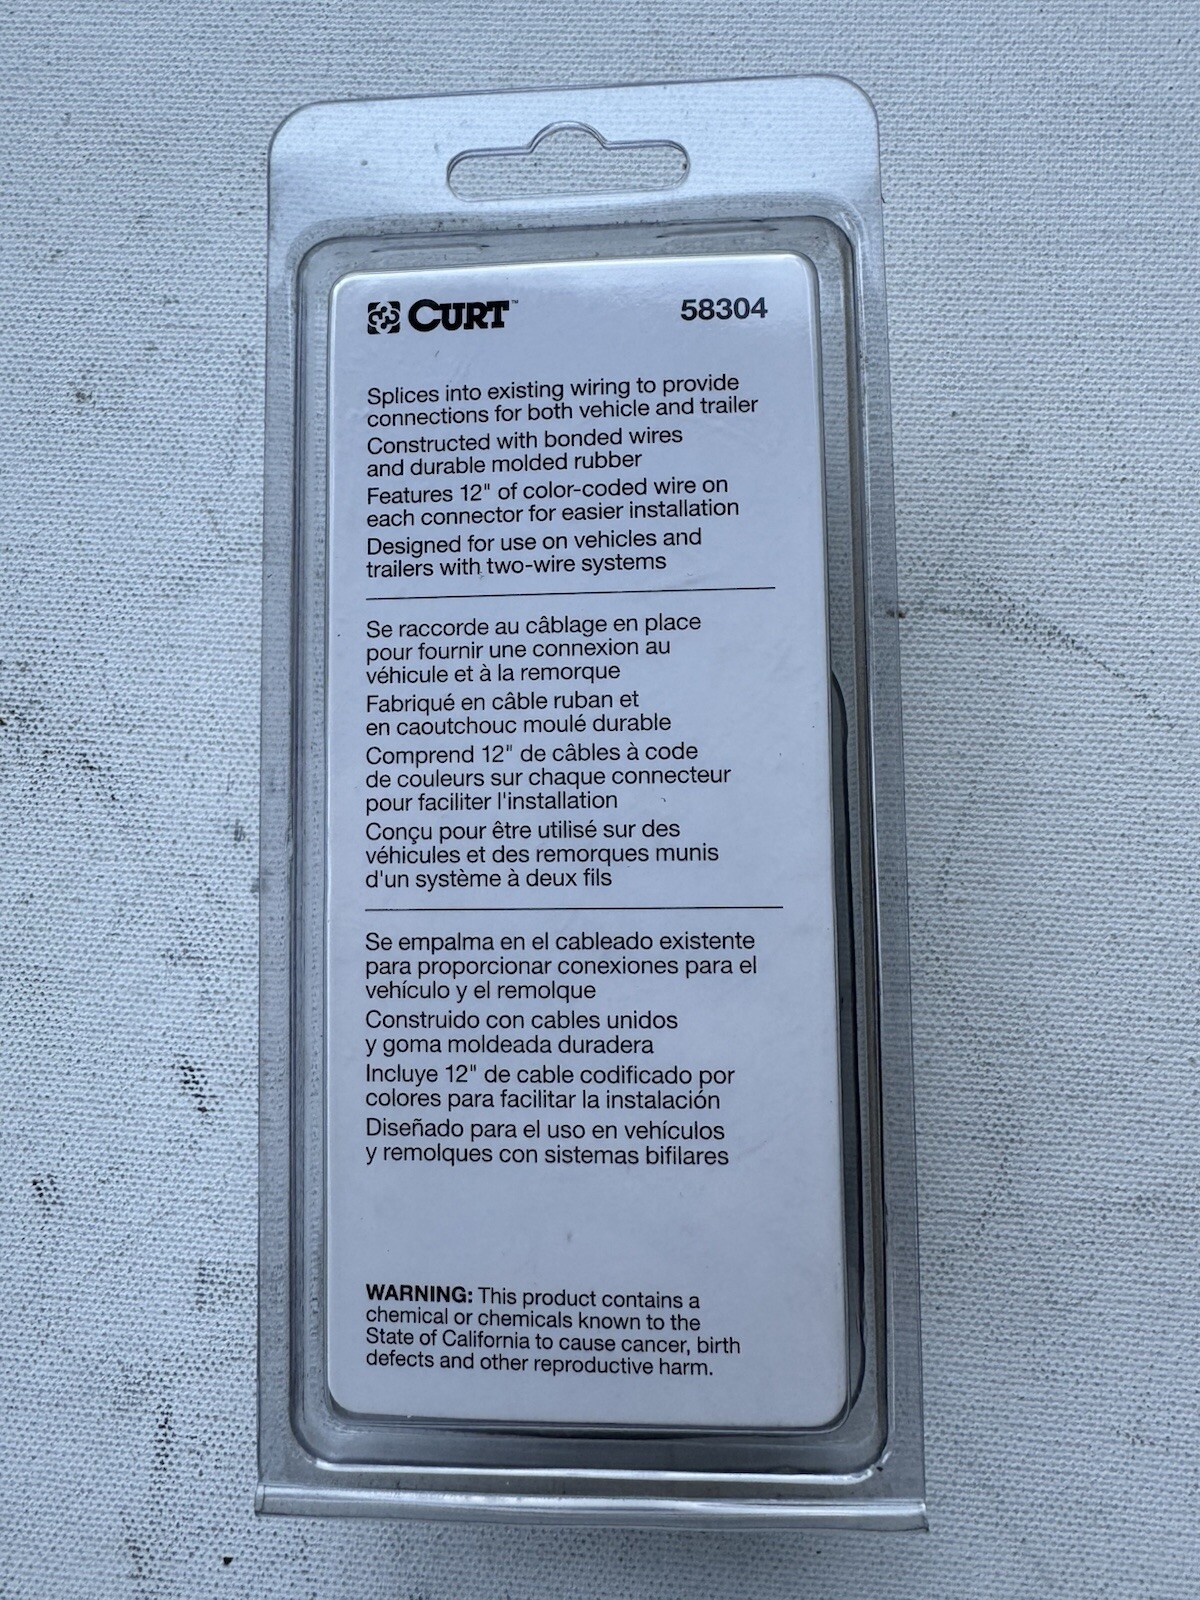 CURT™ 58304
Splices into existing wiring to provide
connections for both vehicle and trailer
Constructed with bonded wires
and durable molded rubber
Features 12" of color-coded wire on
each connector for easier installation
Designed for use on vehicles and
trailers with two-wire systems
Se raccorde au câblage en place
pour fournir une connexion au
véhicule et à la remorque
Fabriqué en câble ruban et
en caoutchouc moulé durable
Comprend 12" de câbles à code
de couleurs sur chaque connecteur
pour faciliter l'installation
Conçu pour être utilisé sur des
véhicules et des remorques munis
d'un système à deux fils
Se empalma en el cableado existente
para proporcionar conexiones para el
vehículo y el remolque
Construido con cables unidos
y goma moldeada duradera
Incluye 12" de cable codificado por
colores para facilitar la instalación
Diseñado para el uso en vehículos
y remolques con sistemas bifilares
WARNING: This product contains a
chemical or chemicals known to the
State of California to cause cancer, birth
defects and other reproductive harm.